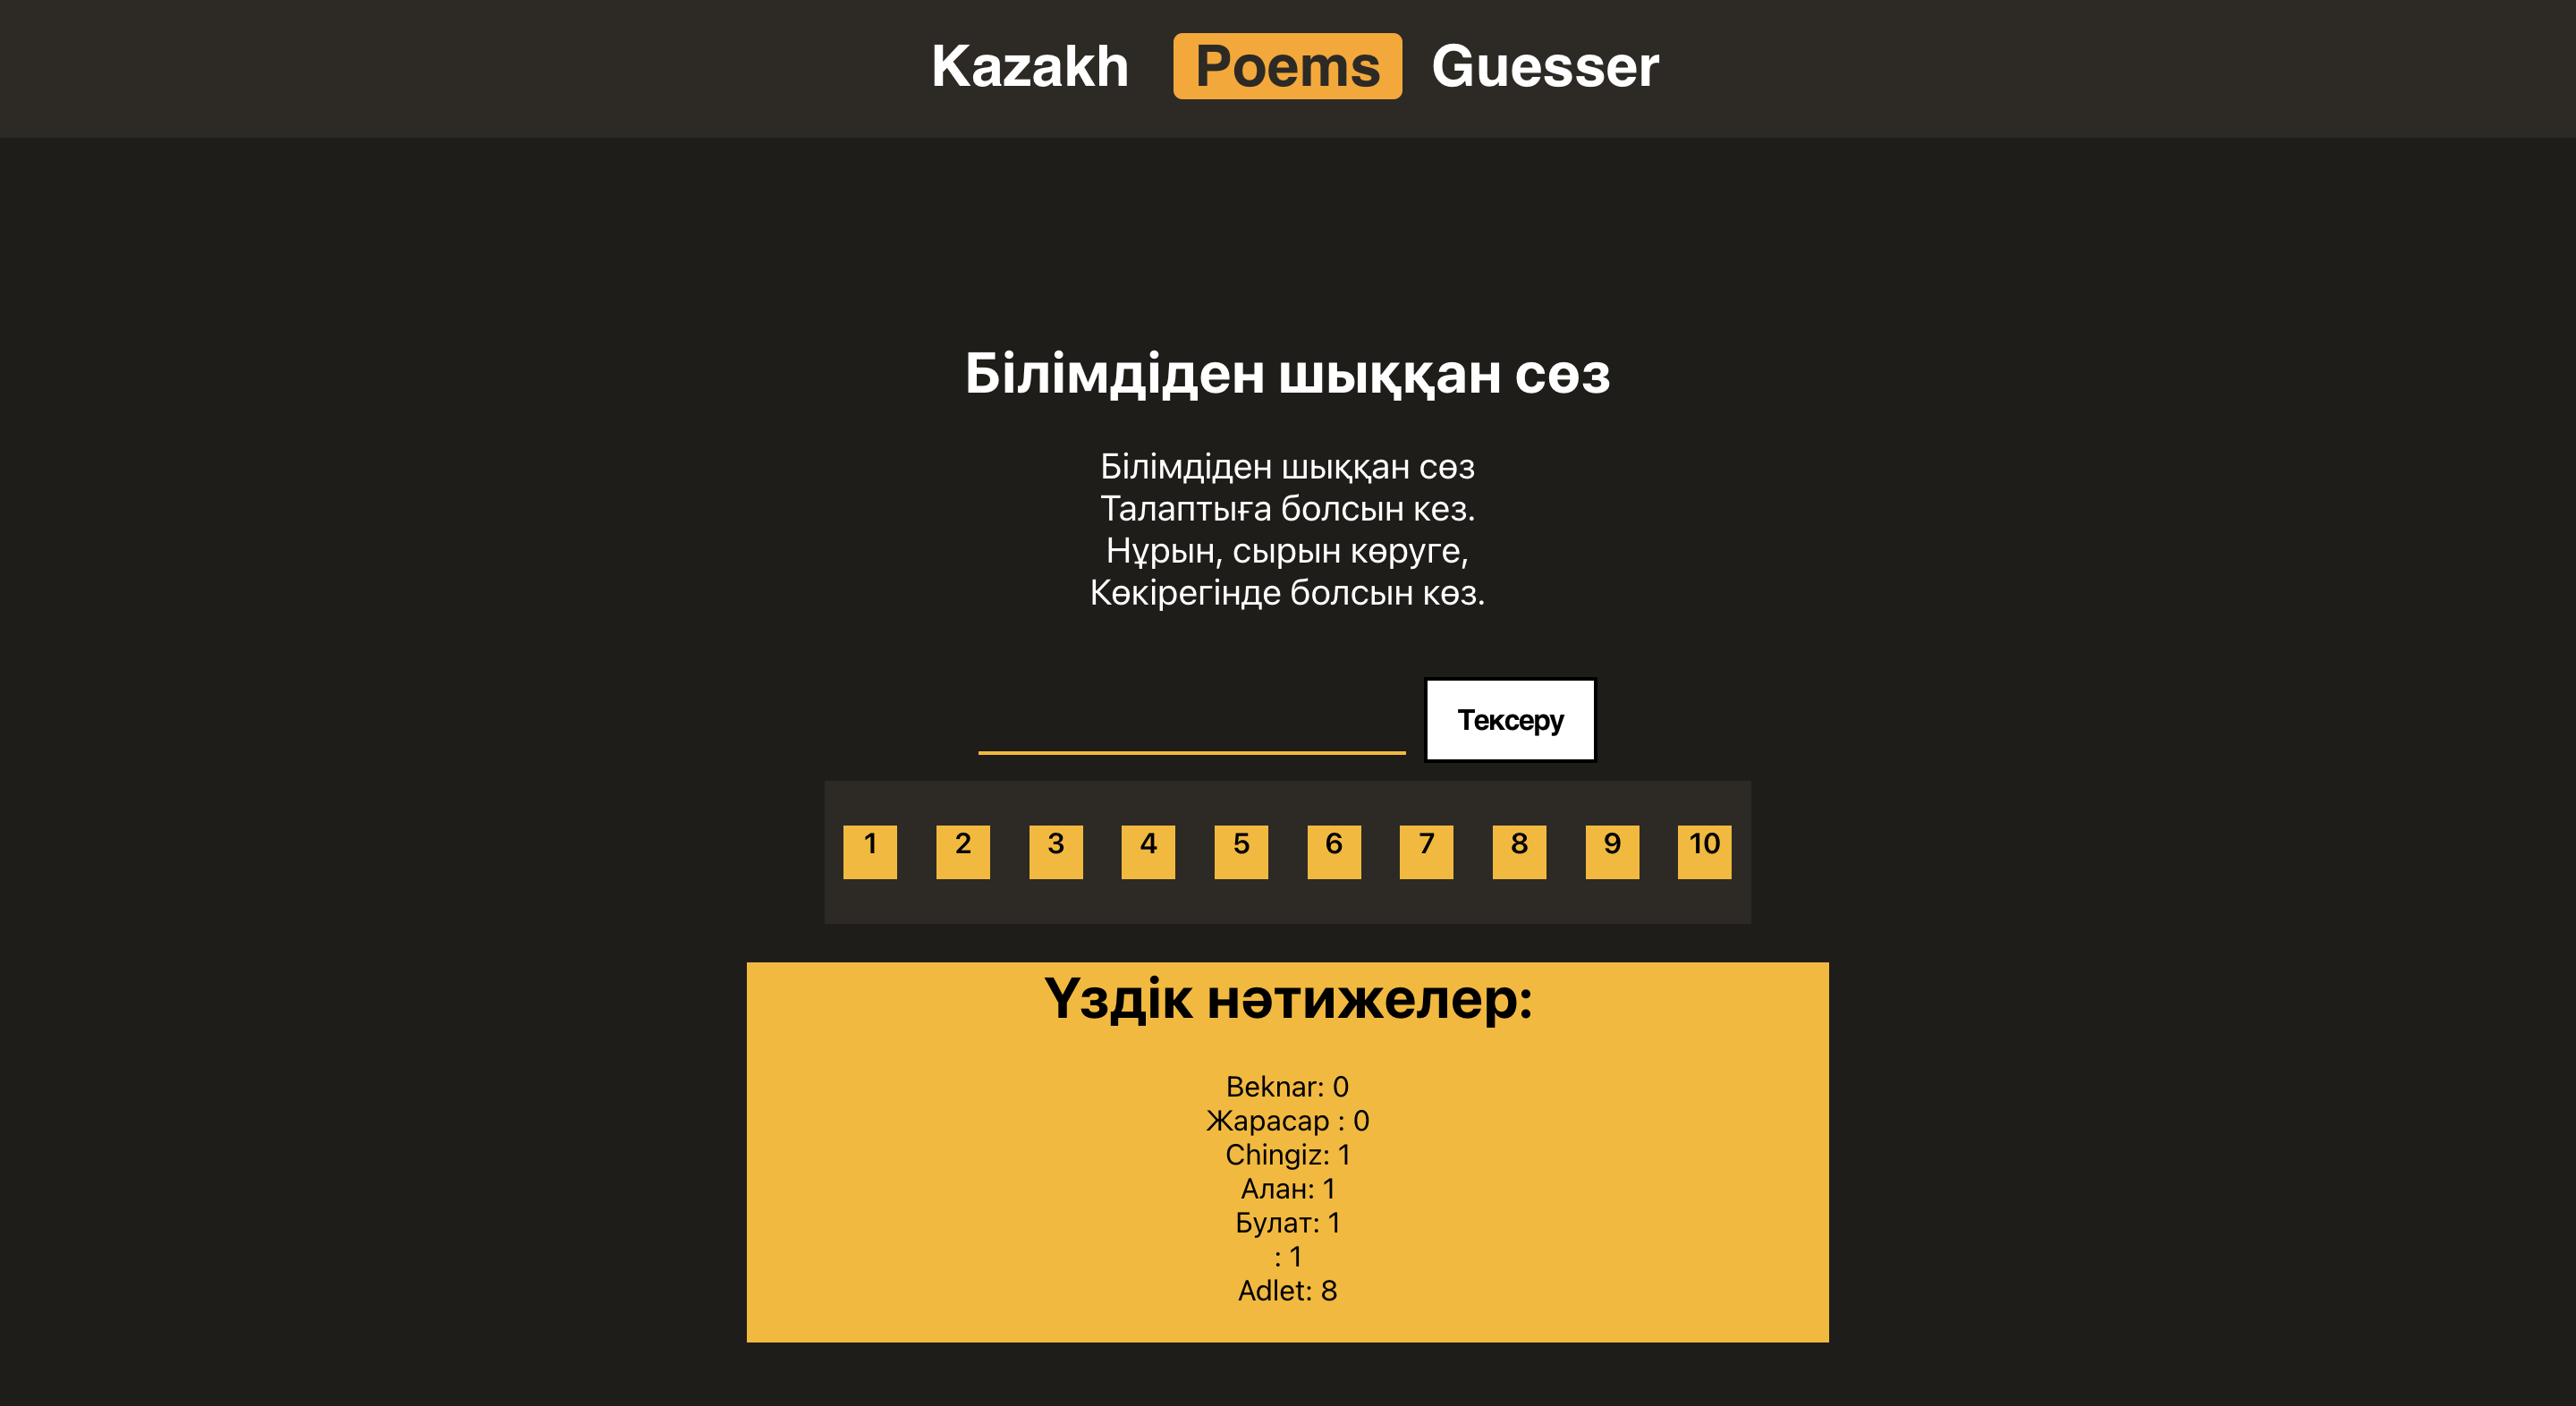 Kazakh Poems Guesser
Білімдіден шыққан сөз
Білімдіден шыққан сөз
Талаптыға болсын кез.
Нұрын, сырын көруге,
Көкірегінде болсын көз.
Тексеру
1 2 3 4 5 6 7 8 9 10
Үздік нәтижелер:
Beknar: 0
Жарасар : 0
Chingiz: 1
Алан: 1
Булат: 1
: 1
Adlet: 8